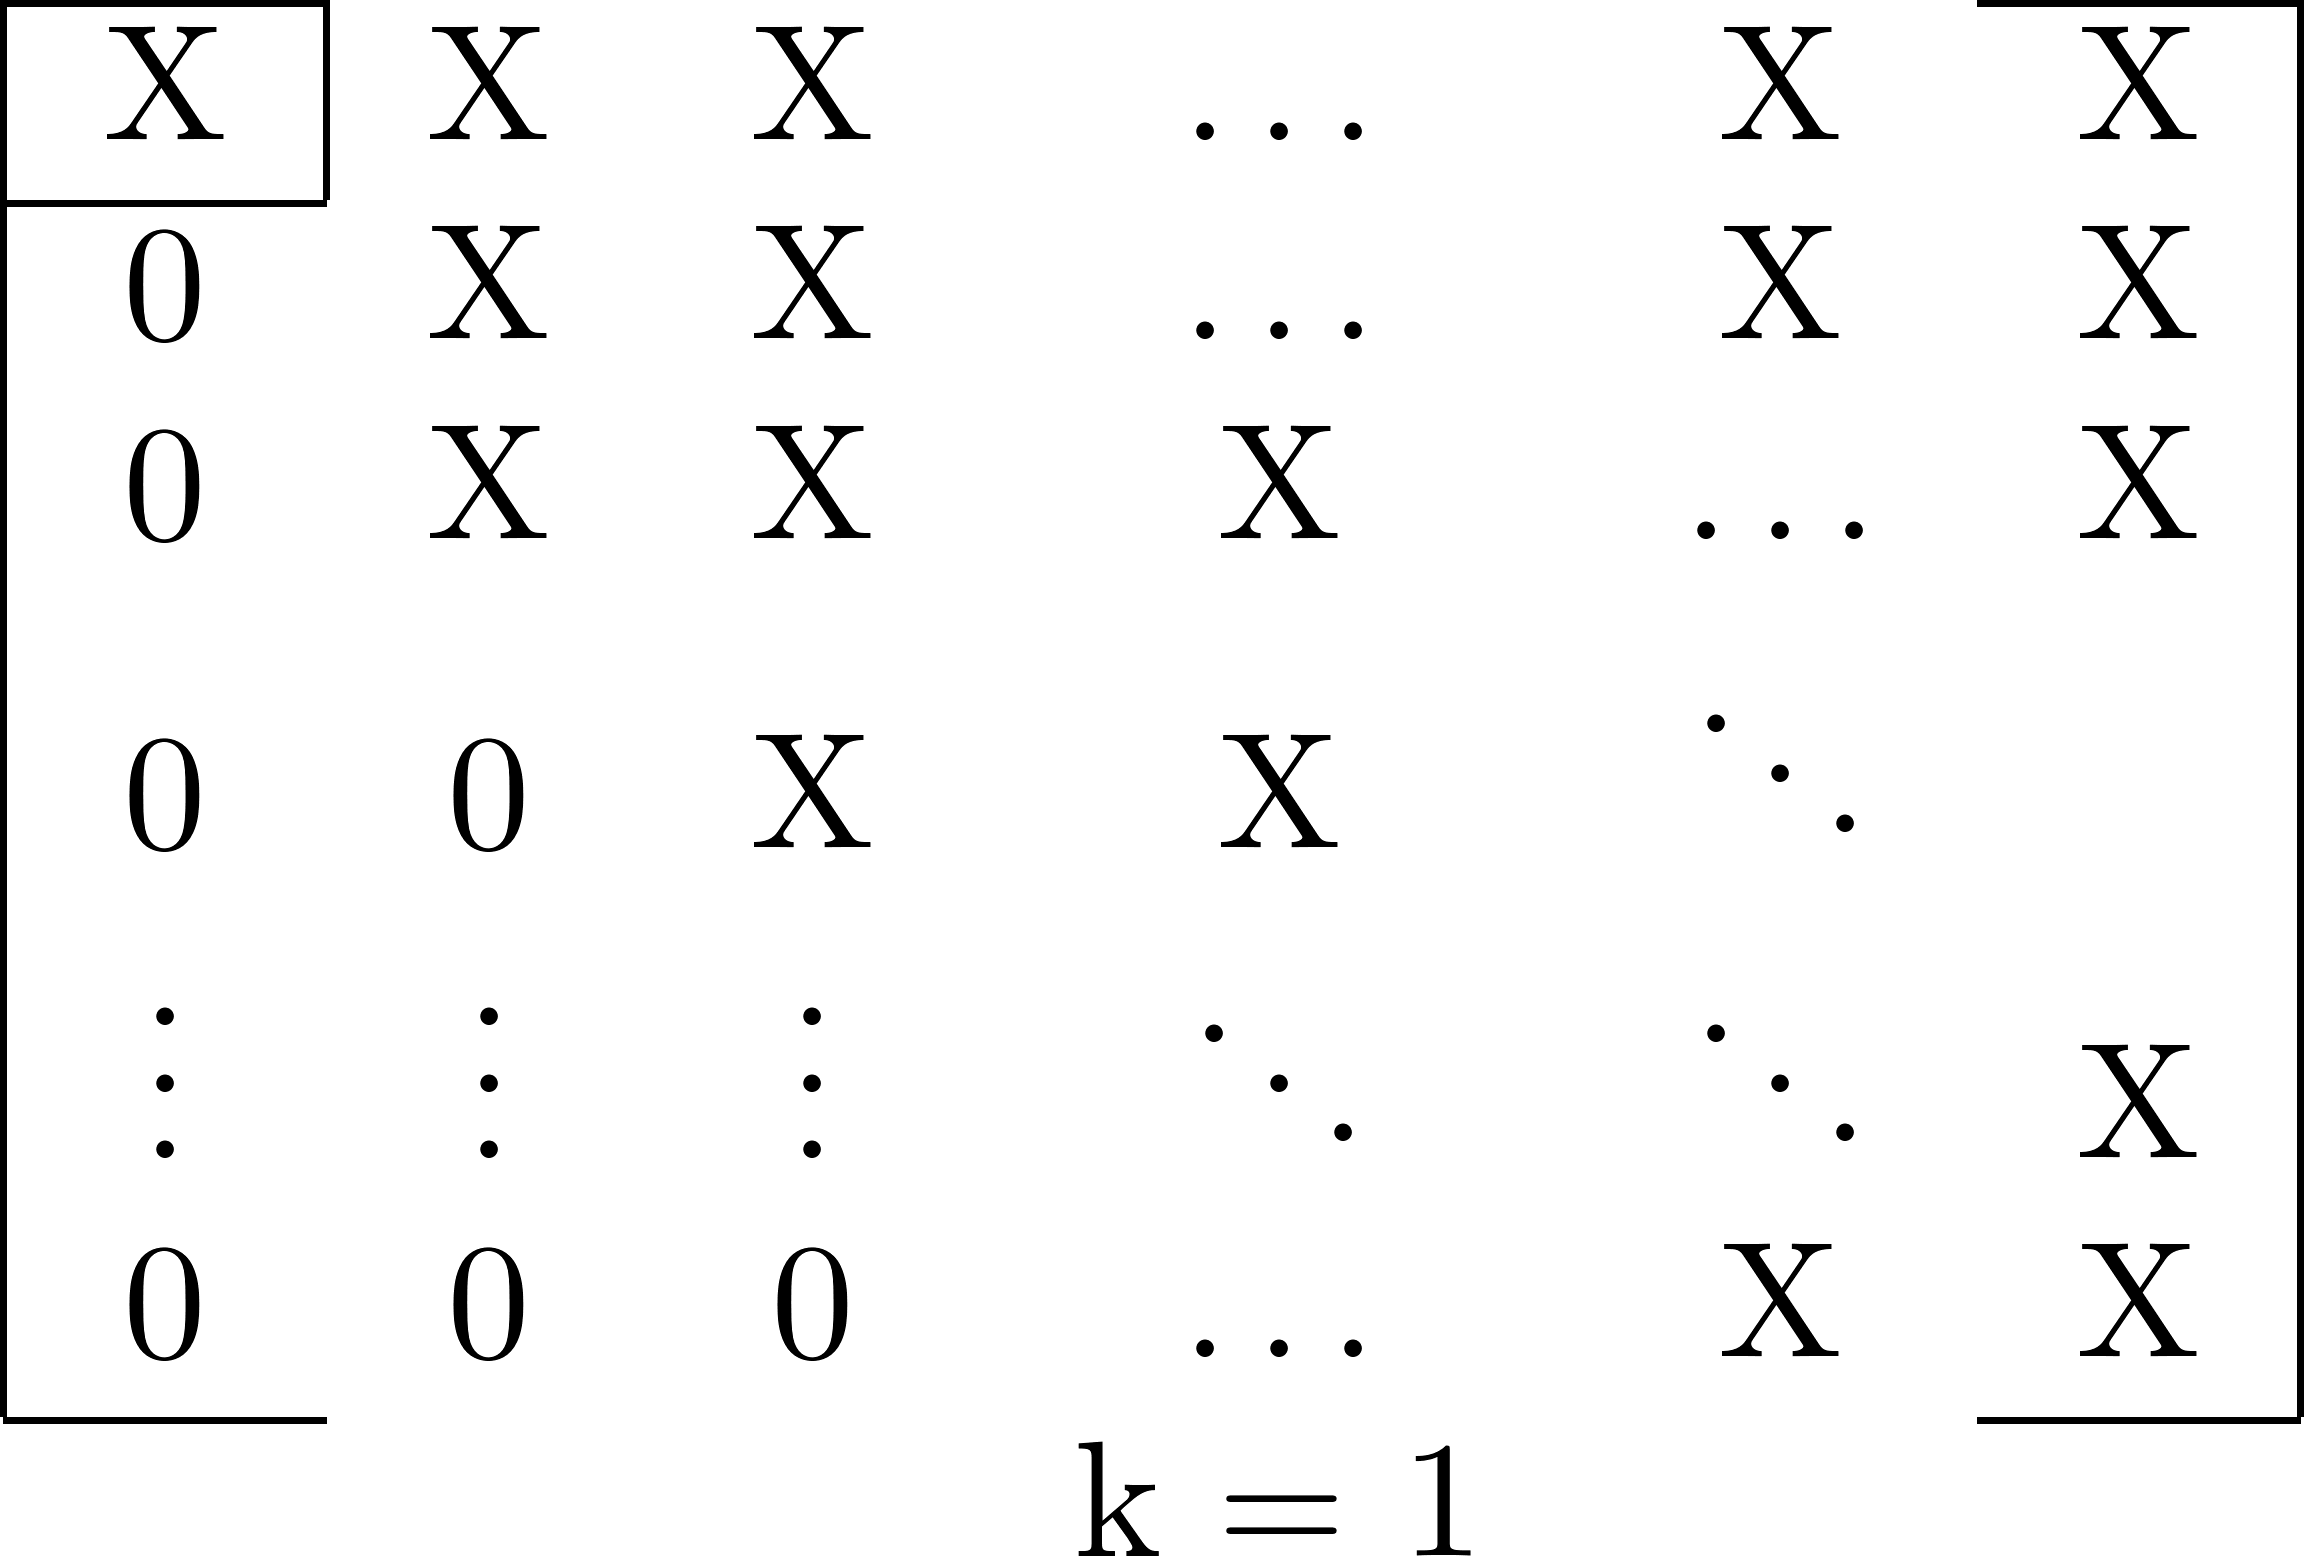 X X X ... X X
0 X X ... X X
0 X X X ... X
0 0 X X ⋱
⋮ ⋮ ⋮ ⋱ ⋱ X
0 0 0 ... X X
k = 1